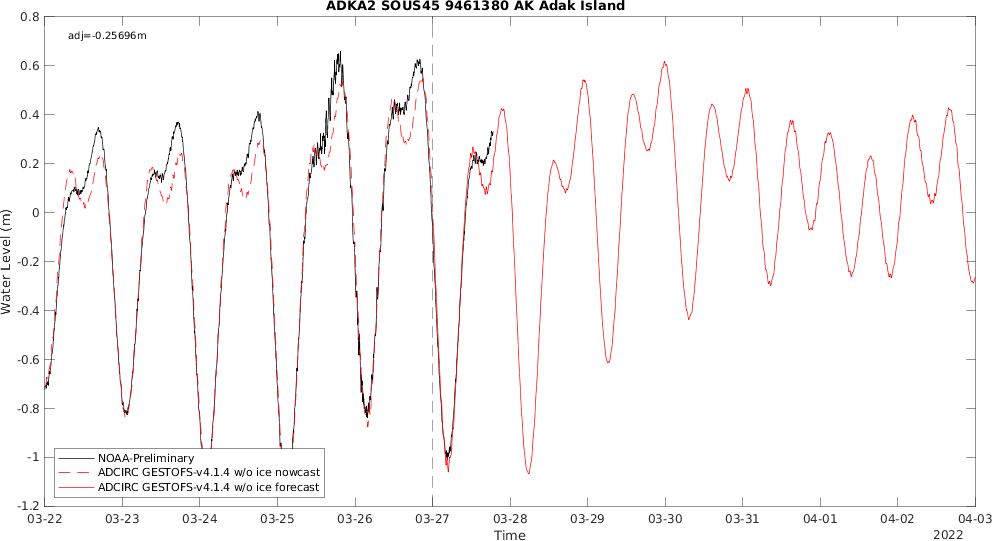 ADKA2 SOUS45 9461380 AK Adak Island
adj=-0.25696m
0.8
0.6
0.4
0.2
0
-0.2
-0.4
-0.6
-0.8
-1
-1.2
Water Level (m)
NOAA-Preliminary
ADCIRC GESTOFS-v4.1.4 w/o ice nowcast
ADCIRC GESTOFS-v4.1.4 w/o ice forecast
03-22 03-23 03-24 03-25 03-26 03-27 03-28 03-29 03-30 03-31 04-01 04-02 04-03
Time
2022